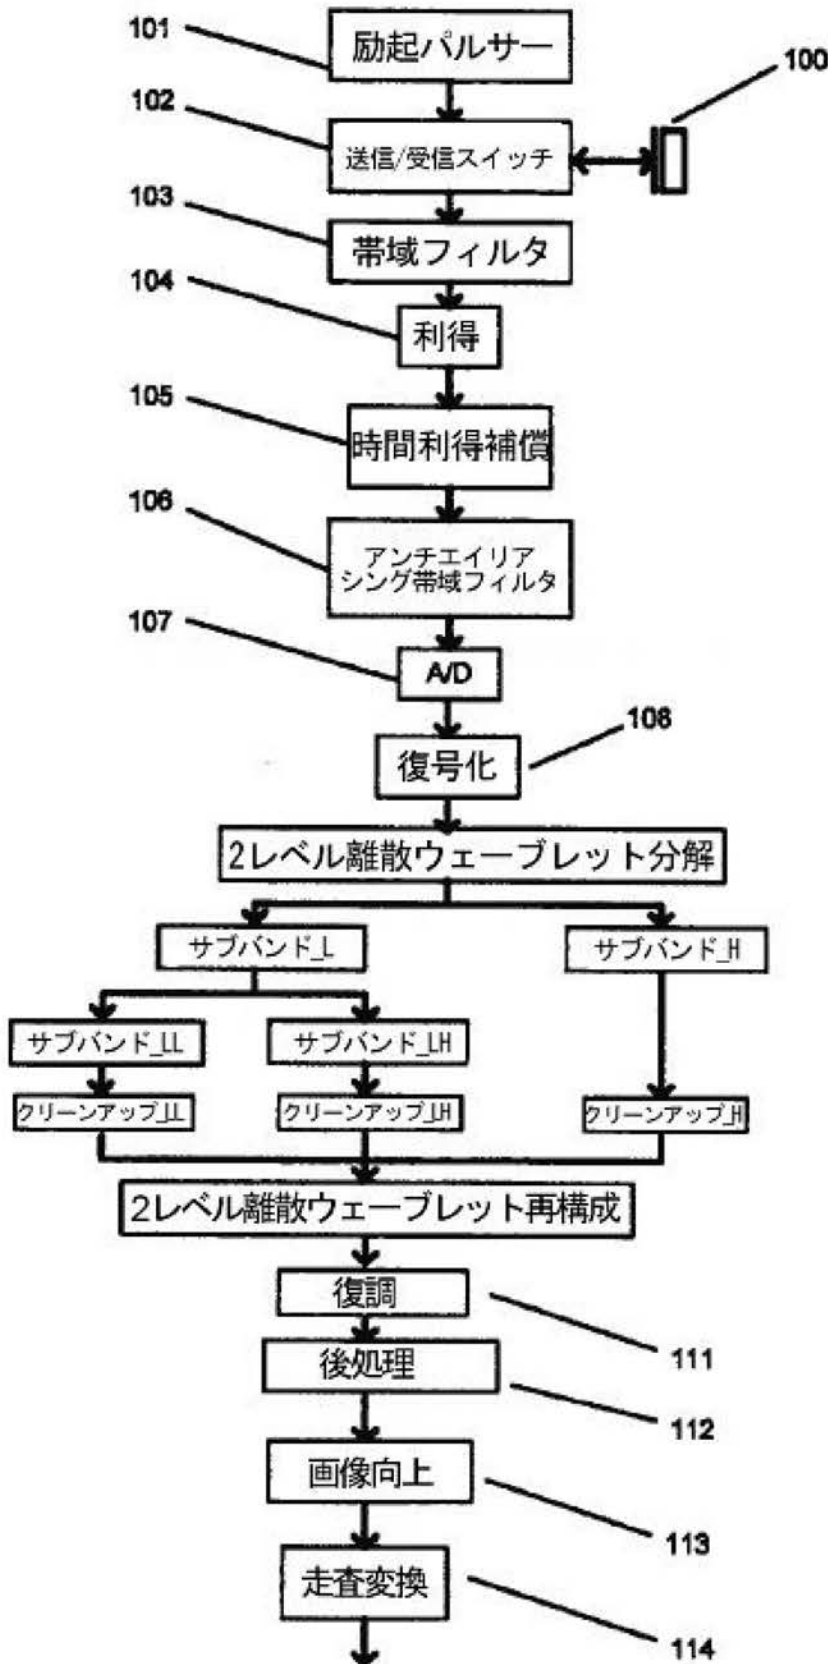 101
励起パルサー
100
102
送信/受信スイッチ
103
帯域フィルタ
104
利得
105
時間利得補償
106
アンチエイリア
シング帯域フィルタ
107
A/D
108
復号化
2レベル離散ウェーブレット分解
サブバンド_L
サブバンド_H
サブバンド_LL
サブバンド_LH
クリーンアップ_LL
クリーンアップ_LH
クリーンアップ_H
2レベル離散ウェーブレット再構成
復調
111
後処理
112
画像向上
113
走査変換
114